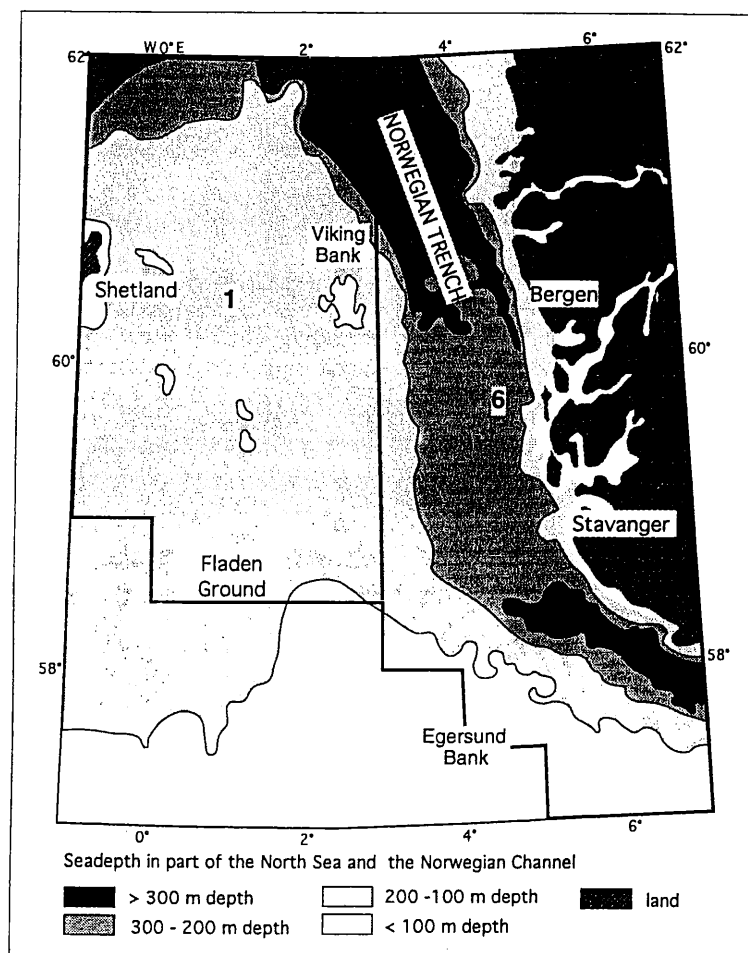 62° W 0° E 2° 4° 6° 62°
NORWEGIAN TRENCH
Viking
Bank
Shetland
1
Bergen
60°
60°
6
Stavanger
Fladen
Ground
58°
58°
Egersund
Bank
0° 2° 4° 6°
Seadepth in part of the North Sea and the Norwegian Channel
> 300 m depth 200 -100 m depth land
300 - 200 m depth < 100 m depth